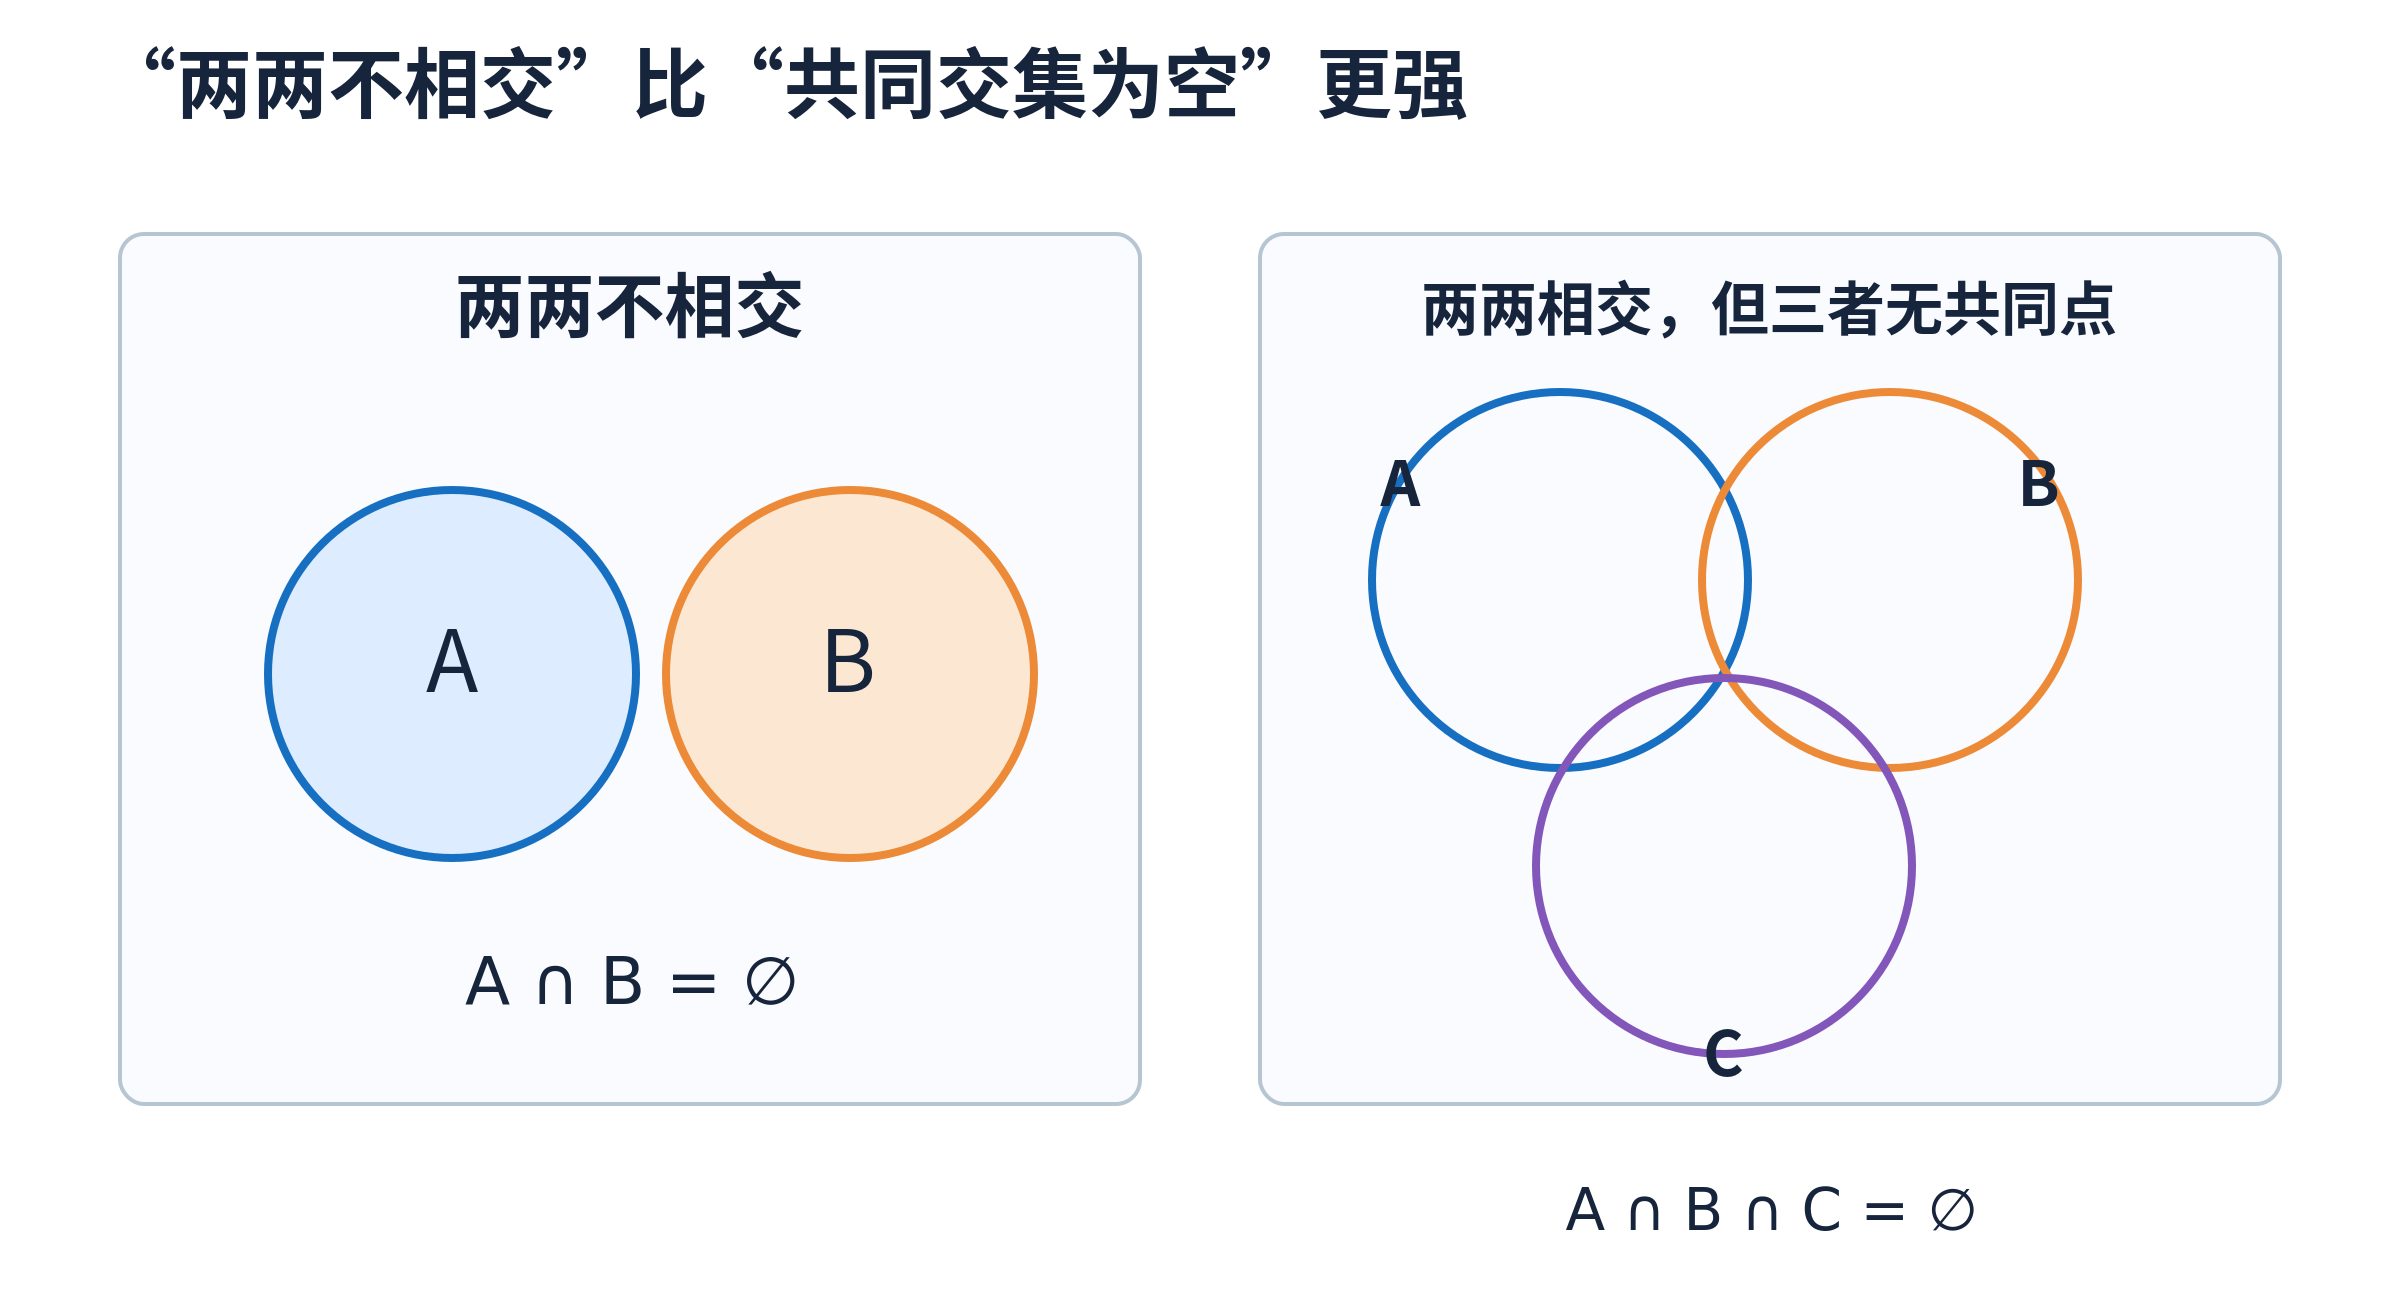 “两两不相交”比“共同交集为空”更强
两两不相交
A
B
A ∩ B = ∅
两两相交，但三者无共同点
A
B
C
A ∩ B ∩ C = ∅